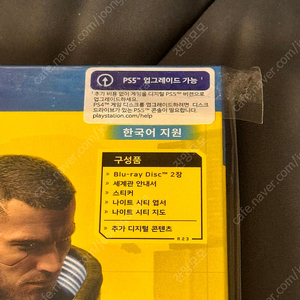 PS5™ 업그레이드 가능
추가 비용 없이 게임을 디지털 PS5™ 버전으로
업그레이드하세요.
PS4™ 게임 디스크를 업그레이드하려면 디스크
드라이브가 있는 PS5™ 콘솔이 필요합니다.
playstation.com/help
한국어 지원
구성품
Blu-ray Disc™ 2장
세계관 안내서
스티커
나이트 시티 엽서
나이트 시티 지도
추가 디지털 콘텐츠